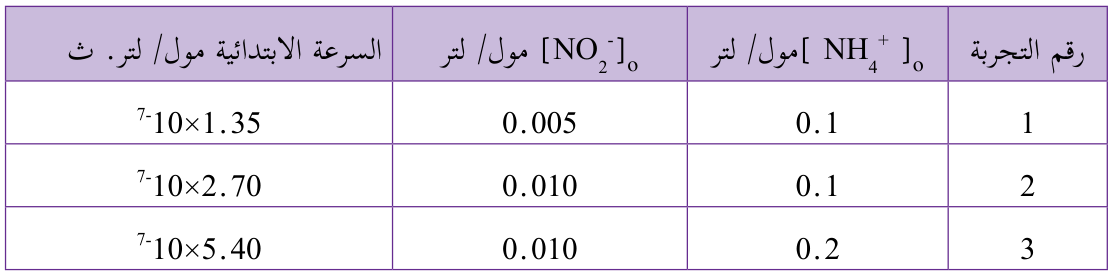 رقم التجربة [ NH₄⁺ ]₀ مول/ لتر [NO₂⁻]₀ مول/ لتر السرعة الابتدائية مول/ لتر. ث
1 0.1 0.005 1.35×10⁻⁷
2 0.1 0.010 2.70×10⁻⁷
3 0.2 0.010 5.40×10⁻⁷